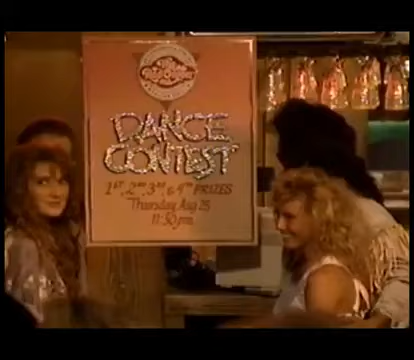 DANCE
CONTEST
1ST, 2ND 3RD & 4TH PRIZES
Thursday, Aug 25
11:30 pm